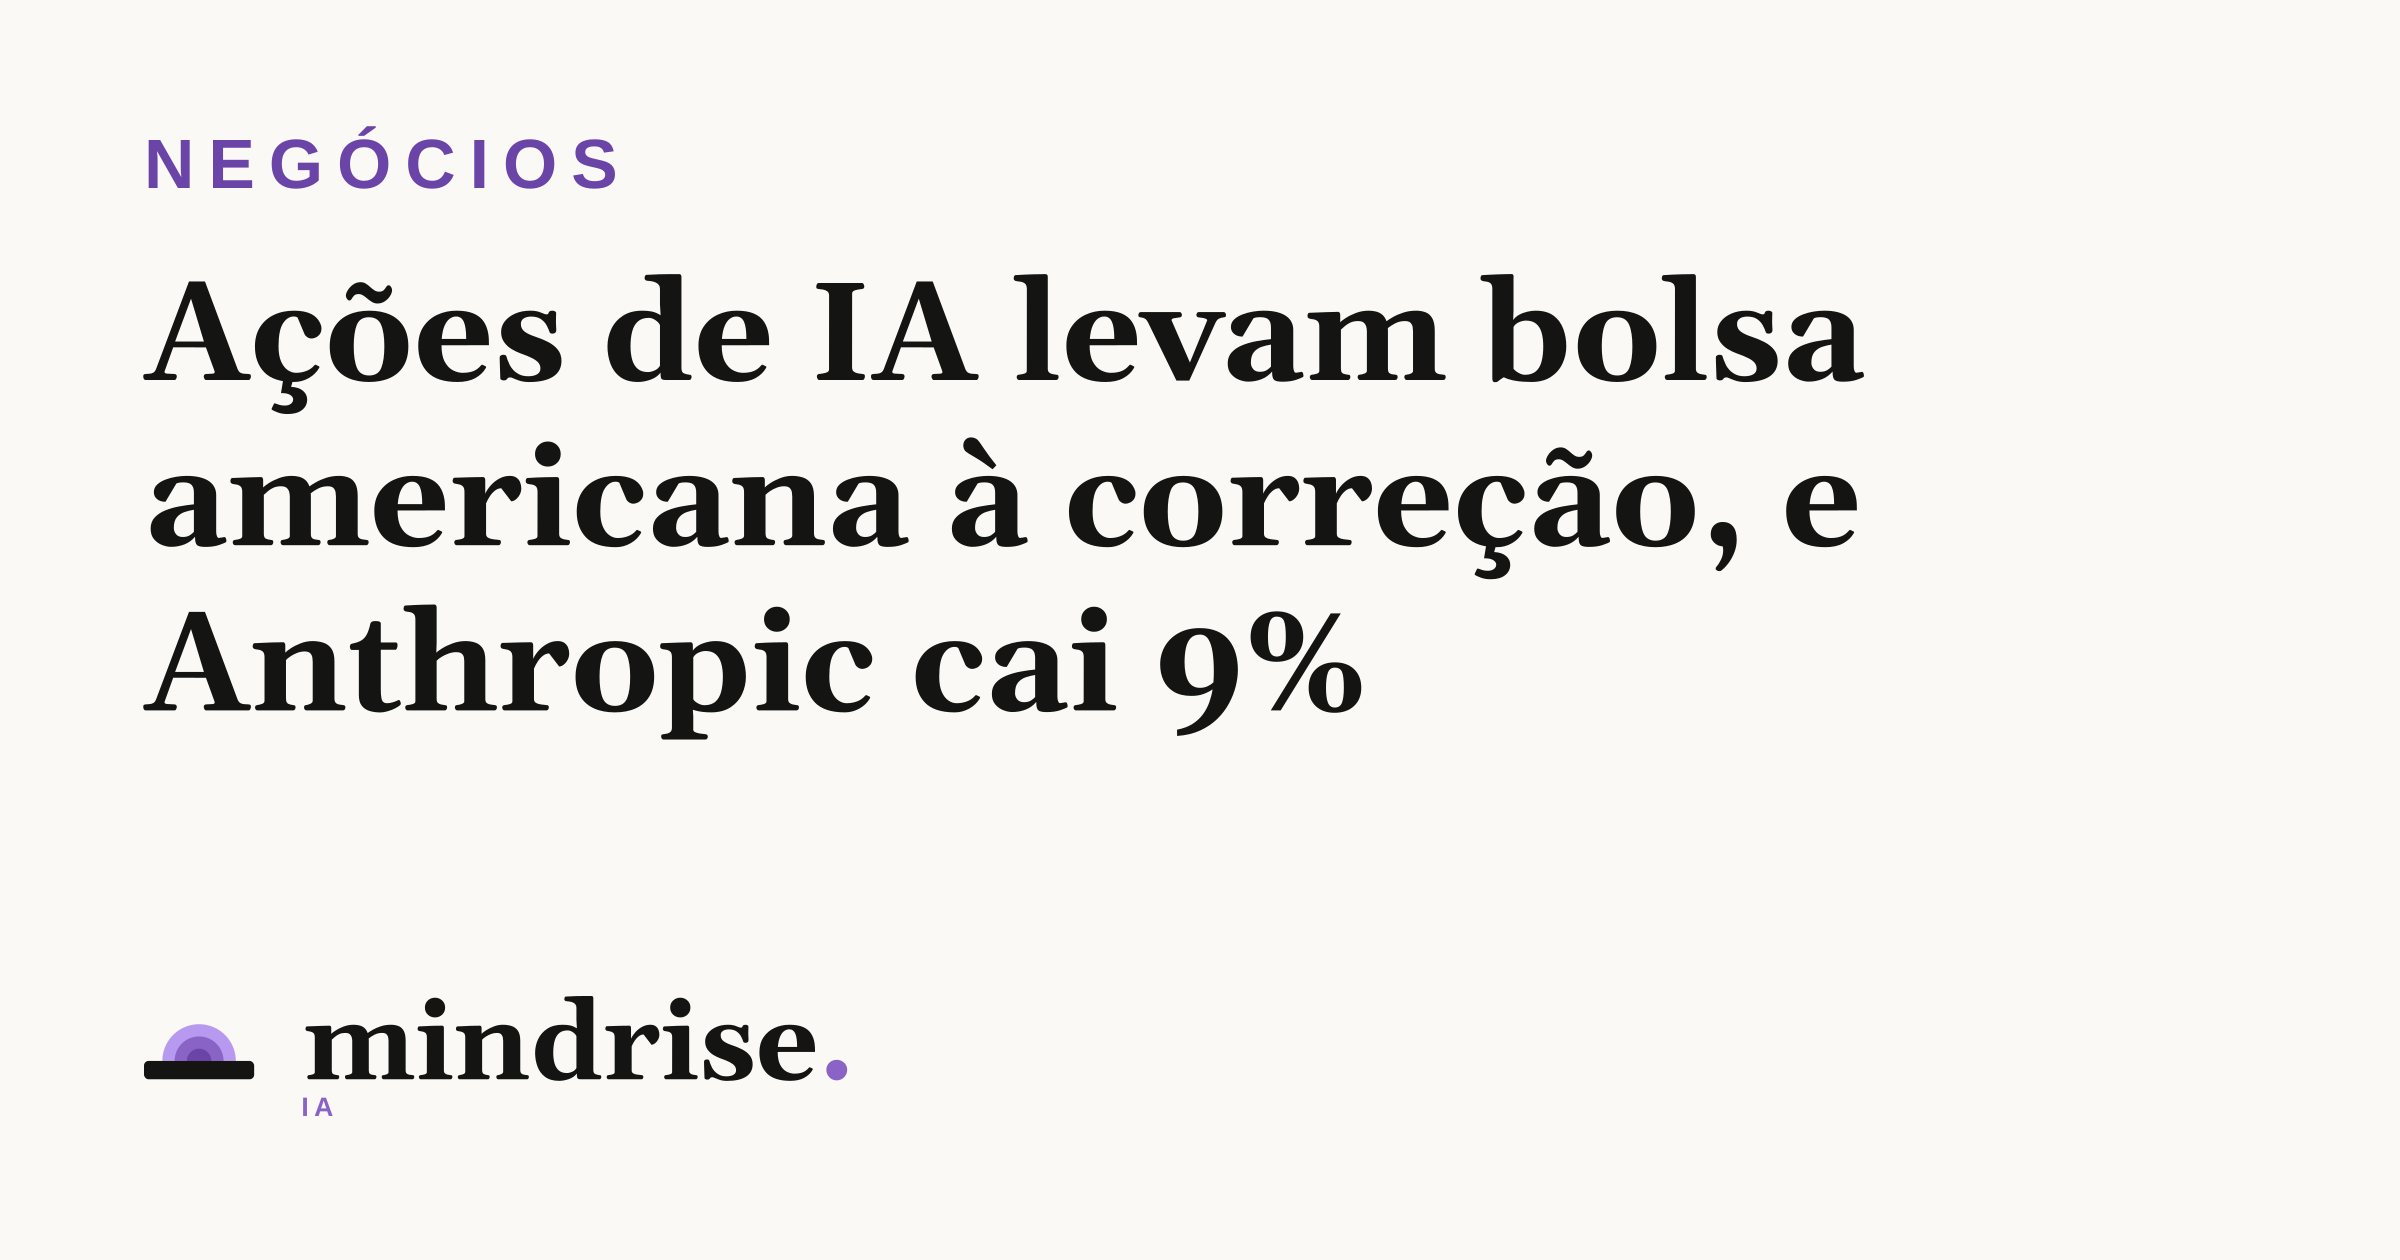 NEGÓCIOS
Ações de IA levam bolsa
americana à correção, e
Anthropic cai 9%
mindrise.
IA